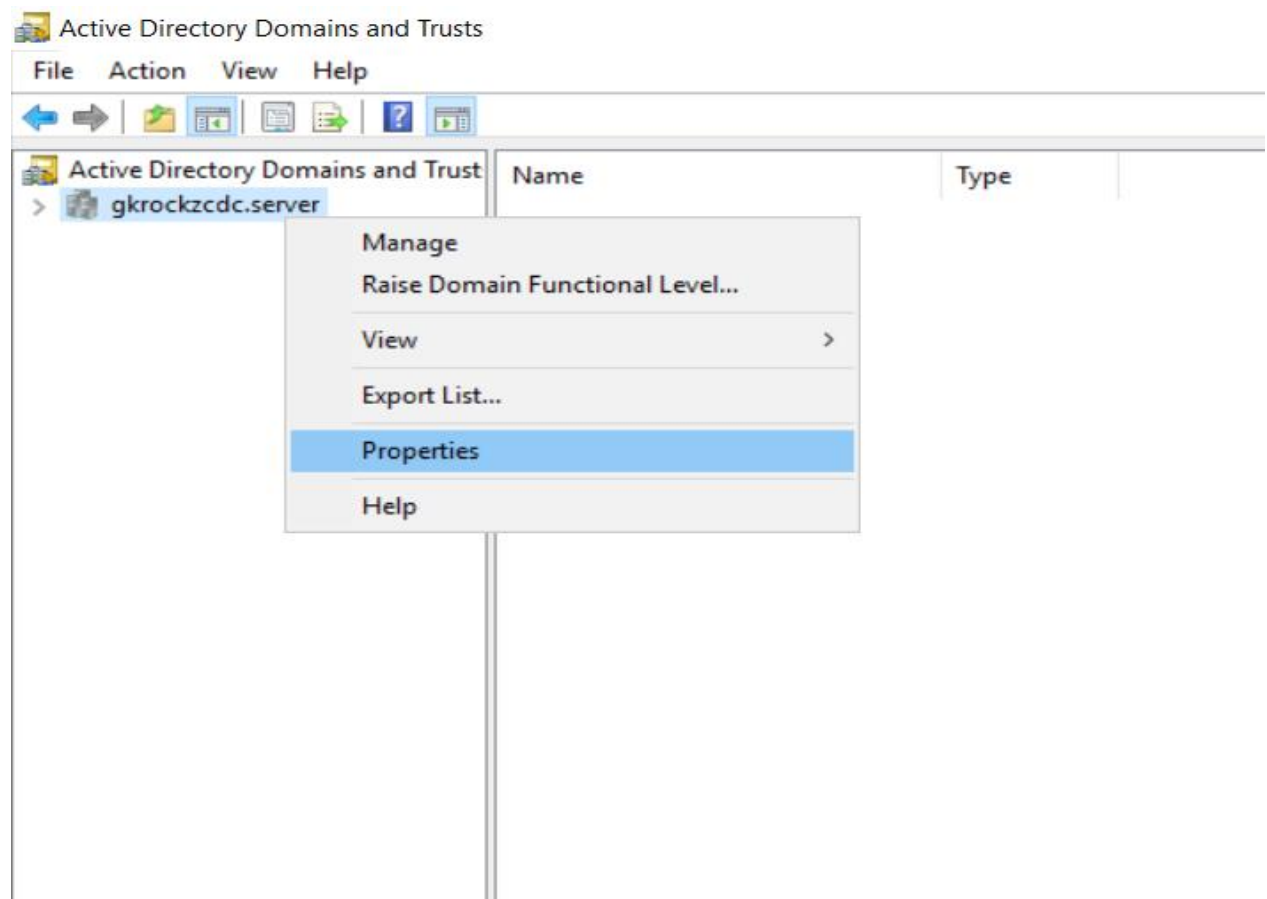 Active Directory Domains and Trusts
File Action View Help
Active Directory Domains and Trust
Name Type
gkrockzcdc.server
Manage
Raise Domain Functional Level...
View
Export List...
Properties
Help